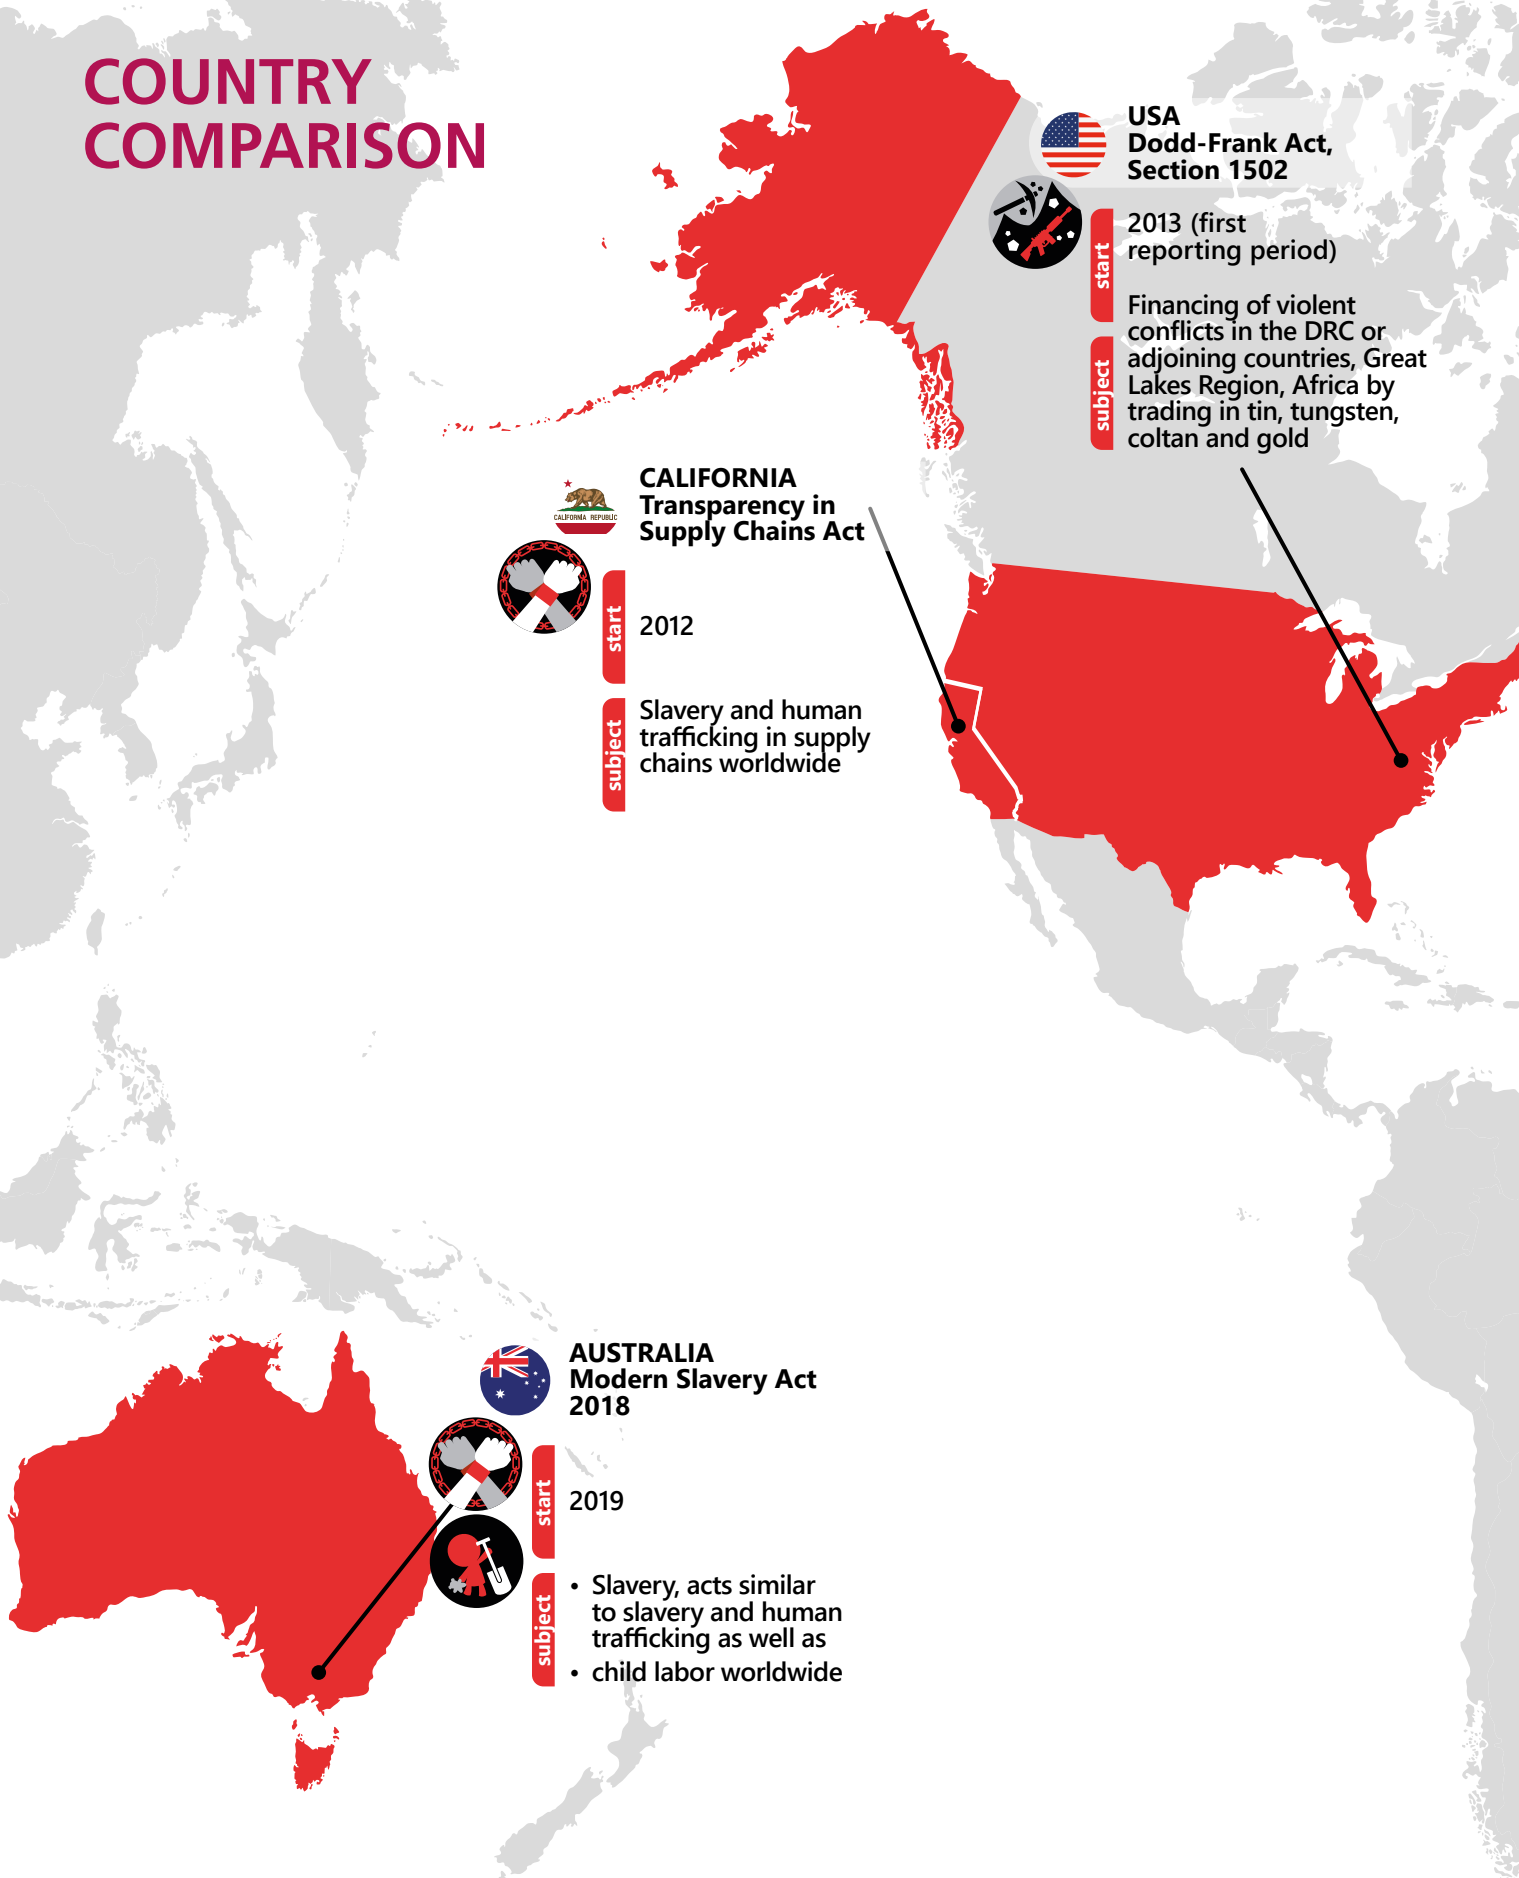 COUNTRY
COMPARISON
USA
Dodd-Frank Act,
Section 1502
start
2013 (first
reporting period)
subject
Financing of violent
conflicts in the DRC or
adjoining countries, Great
Lakes Region, Africa by
trading in tin, tungsten,
coltan and gold
CALIFORNIA REPUBLIC
CALIFORNIA
Transparency in
Supply Chains Act
start
2012
subject
Slavery and human
trafficking in supply
chains worldwide
AUSTRALIA
Modern Slavery Act
2018
start
2019
subject
• Slavery, acts similar
to slavery and human
trafficking as well as
• child labor worldwide